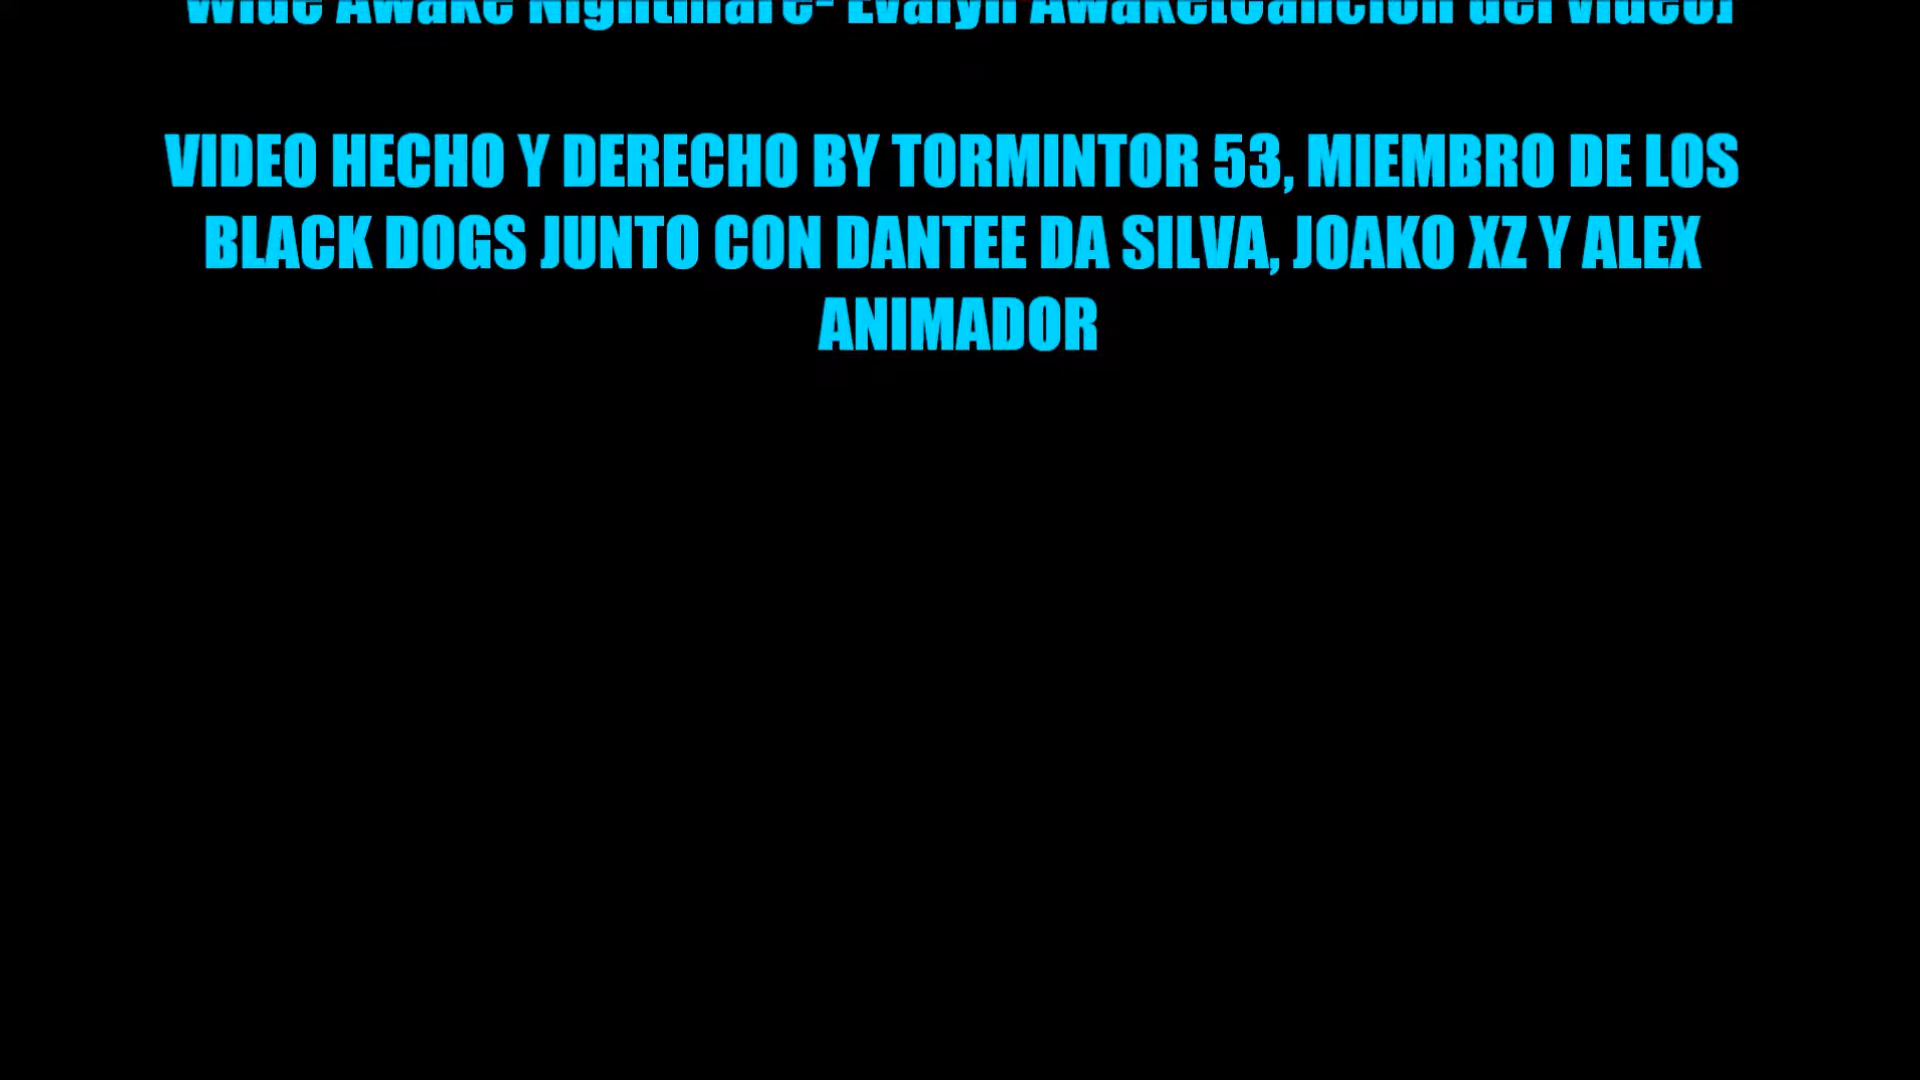 Wide Awake Nightmare- Evalyn Awake[Cancion del video]
VIDEO HECHO Y DERECHO BY TORMINTOR 53, MIEMBRO DE LOS
BLACK DOGS JUNTO CON DANTEE DA SILVA, JOAKO XZ Y ALEX
ANIMADOR